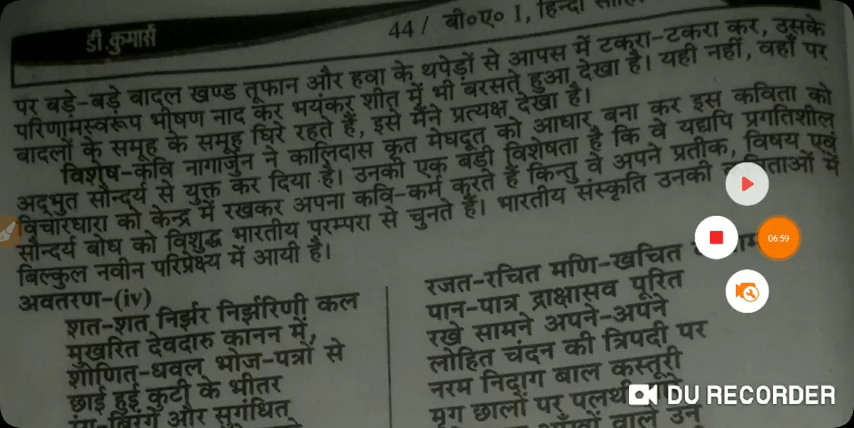 डी.कुमारी
44 / बी०ए० I, हिन्दी
पर बड़े-बड़े बादल खण्ड तूफान और हवा के थपेड़ों से आपस में टकरा-टकरा कर, उसके
परिणामस्वरूप भीषण नाद कर भयंकर शीत में भी बरसते हुआ देखा है। यही नहीं, वहाँ पर
बादलों के समूह के समूह घिरे रहते हैं, इसे मैंने प्रत्यक्ष देखा है।
विशेष-कवि नागार्जुन ने कालिदास कृत मेघदूत को आधार बना कर इस कविता को
अद्‌भुत सौन्दर्य से युक्त कर दिया है। उनकी एक बड़ी विशेषता है कि वे यद्यपि प्रगतिशील
विचारधारा को केन्द्र में रखकर अपना कवि-कर्म करते हैं किन्तु वे अपने प्रतीक, विषय एवं
सौन्दर्य बोध को विशुद्ध भारतीय परम्परा से चुनते हैं। भारतीय संस्कृति उनकी में
बिल्कुल नवीन परिप्रेक्ष्य में आयी है।
अवतरण-(iv)
शत-शत निर्झर निर्झरिणी कल
मुखरित देवदारु कानन में,
शोणित-धवल भोज-पत्रों से
छाई हुई कुटी के भीतर
रंग-बिरंगे और सुगंधित
रजत-रचित मणि-खचित
पान-पात्र द्राक्षासव पूरित
रखे सामने अपने-अपने
लोहित चंदन की त्रिपदी पर
नरम निदाग बाल कस्तूरी
मृग छालों पर पलथी
वाले उन
06:59
DU RECORDER